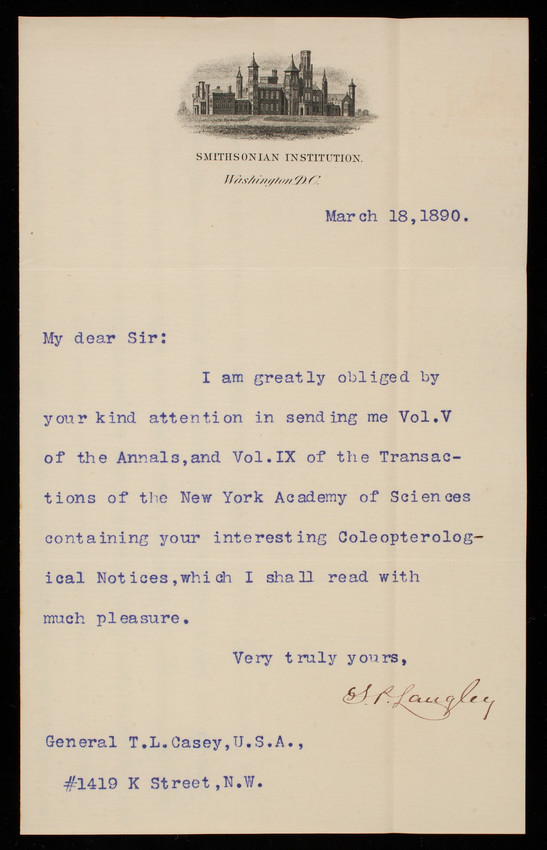 SMITHSONIAN INSTITUTION.
Washington D.C.
March 18,1890.
My dear Sir:
I am greatly obliged by
your kind attention in sending me Vol.V
of the Annals,and Vol.IX of the Transac-
tions of the New York Academy of Sciences
containing your interesting Coleopterolog-
ical Notices,which I shall read with
much pleasure.
Very truly yours,
S. P. Langley
General T.L.Casey,U.S.A.,
#1419 K Street,N.W.